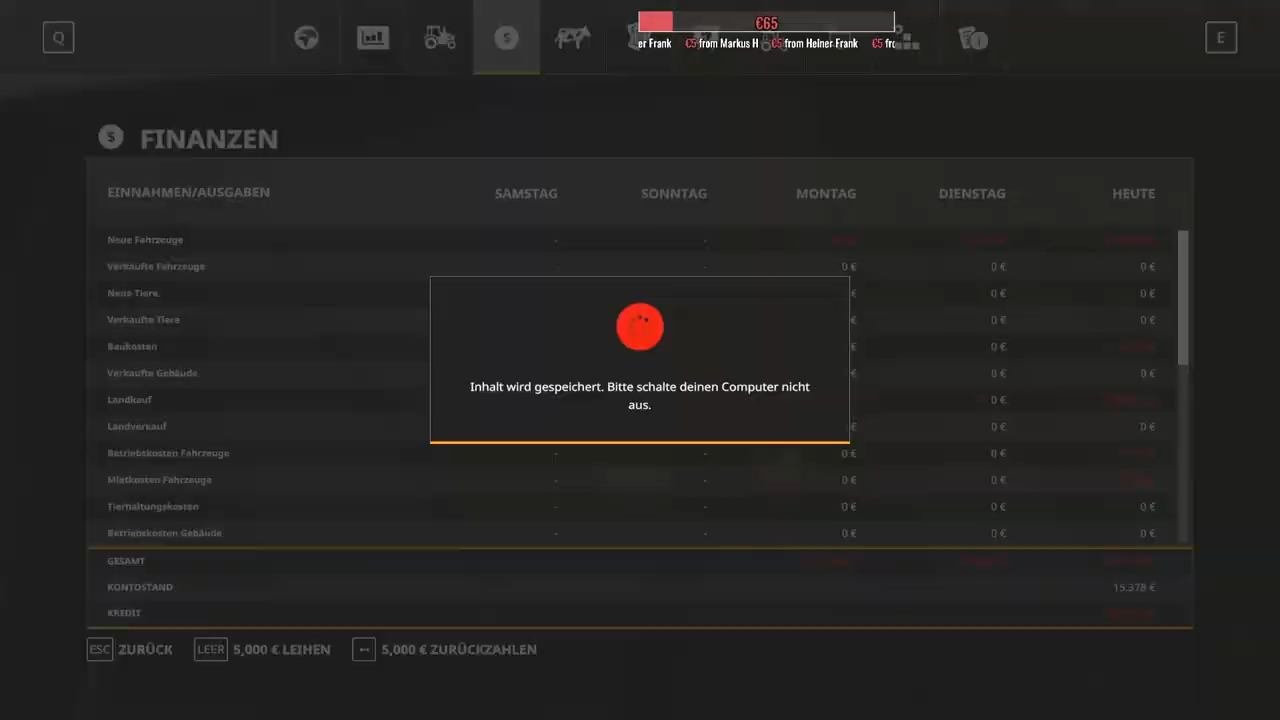 Q
€65
er Frank €5 from Markus H €5 from Heiner Frank €5 fro
E
FINANZEN
EINNAHMEN/AUSGABEN SAMSTAG SONNTAG MONTAG DIENSTAG HEUTE
Neue Fahrzeuge - -
Verkaufte Fahrzeuge 0 € 0 € 0 €
Neue Tiere € 0 € 0 €
Verkaufte Tiere € 0 € 0 €
Baukosten € 0 €
Verkaufte Gebäude € 0 € 0 €
Landkauf € 0 €
Landverkauf € 0 € 0 €
Betriebskosten Fahrzeuge - - 0 € 0 €
Mietkosten Fahrzeuge - - 0 € 0 €
Tierhaltungskosten - - 0 € 0 € 0 €
Betriebskosten Gebäude - - 0 € 0 € 0 €
Inhalt wird gespeichert. Bitte schalte deinen Computer nicht
aus.
GESAMT
KONTOSTAND 15.378 €
KREDIT
ESC ZURÜCK LEER 5,000 € LEIHEN ↔ 5,000 € ZURÜCKZAHLEN